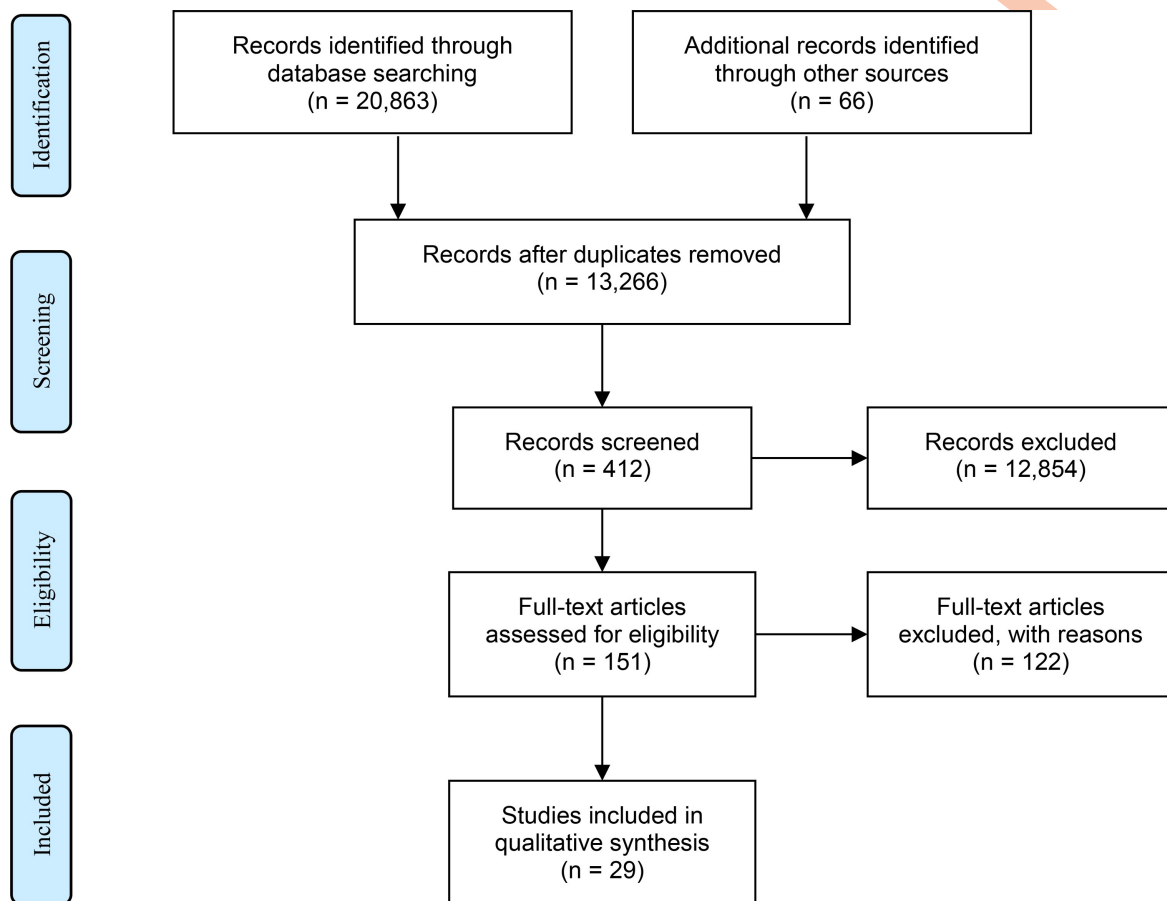 Identification
Records identified through
database searching
(n = 20,863)
Additional records identified
through other sources
(n = 66)
Screening
Records after duplicates removed
(n = 13,266)
Records screened
(n = 412)
Records excluded
(n = 12,854)
Eligibility
Full-text articles
assessed for eligibility
(n = 151)
Full-text articles
excluded, with reasons
(n = 122)
Included
Studies included in
qualitative synthesis
(n = 29)